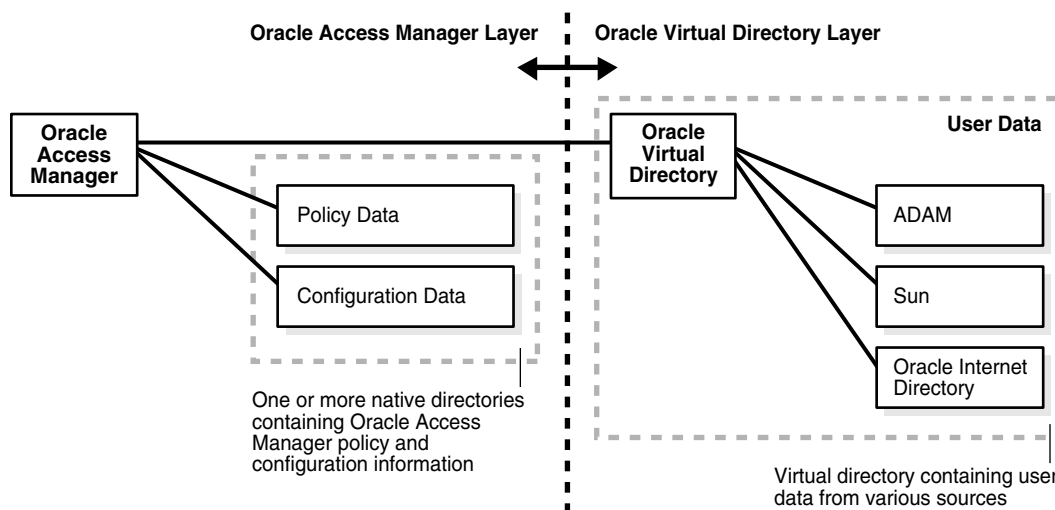 Oracle Access Manager Layer
Oracle Virtual Directory Layer
Oracle
Access
Manager
Policy Data
Configuration Data
One or more native directories
containing Oracle Access
Manager policy and
configuration information
Oracle
Virtual
Directory
User Data
ADAM
Sun
Oracle Internet
Directory
Virtual directory containing user
data from various sources